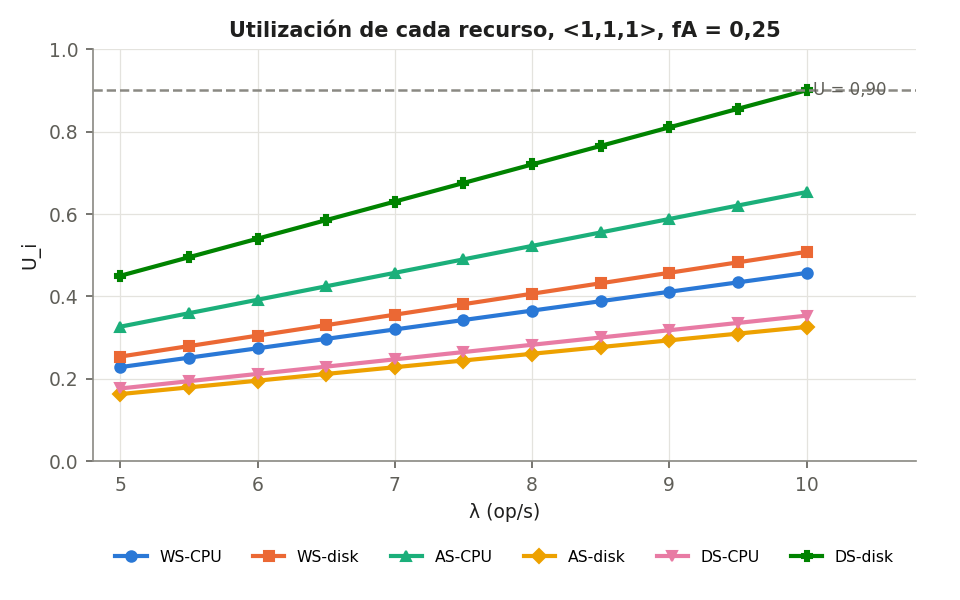 Utilización de cada recurso, <1,1,1>, fA = 0,25
1.0
0.8
0.6
0.4
0.2
0.0
U_i
U = 0,90
5 6 7 8 9 10
λ (op/s)
WS-CPU WS-disk AS-CPU AS-disk DS-CPU DS-disk